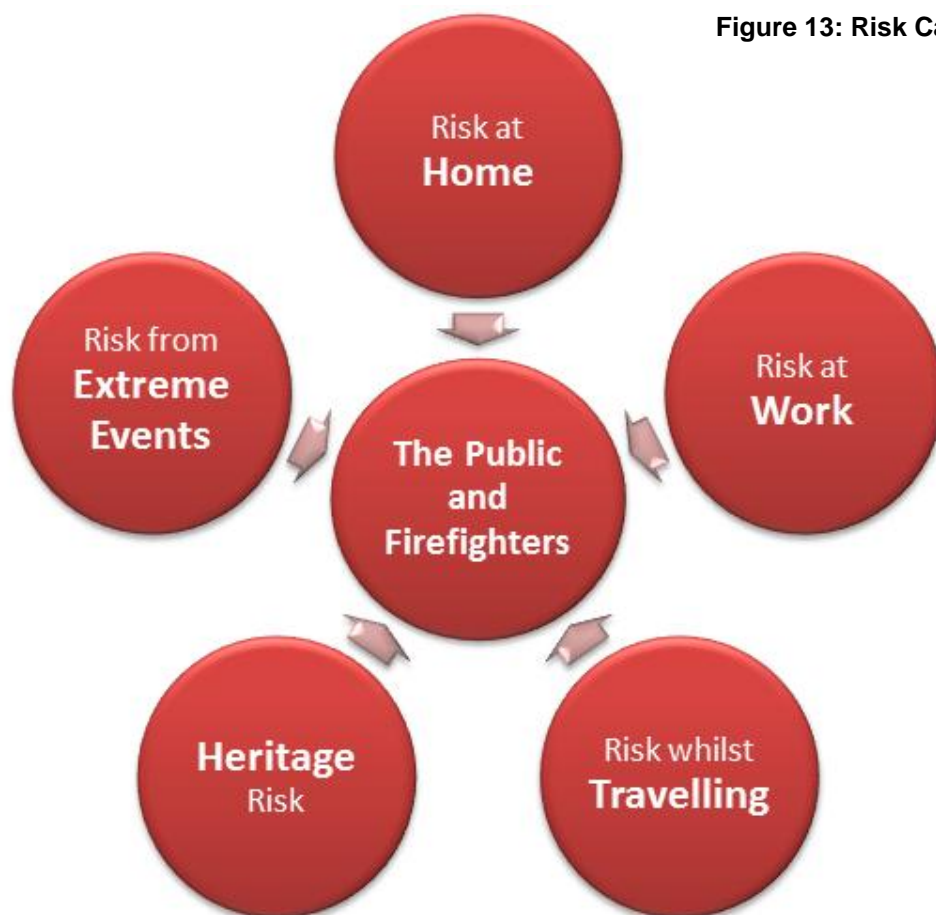 Figure 13: Risk
Risk at
Home
Risk from
Extreme
Events
Risk at
Work
The Public
and
Firefighters
Heritage
Risk
Risk whilst
Travelling